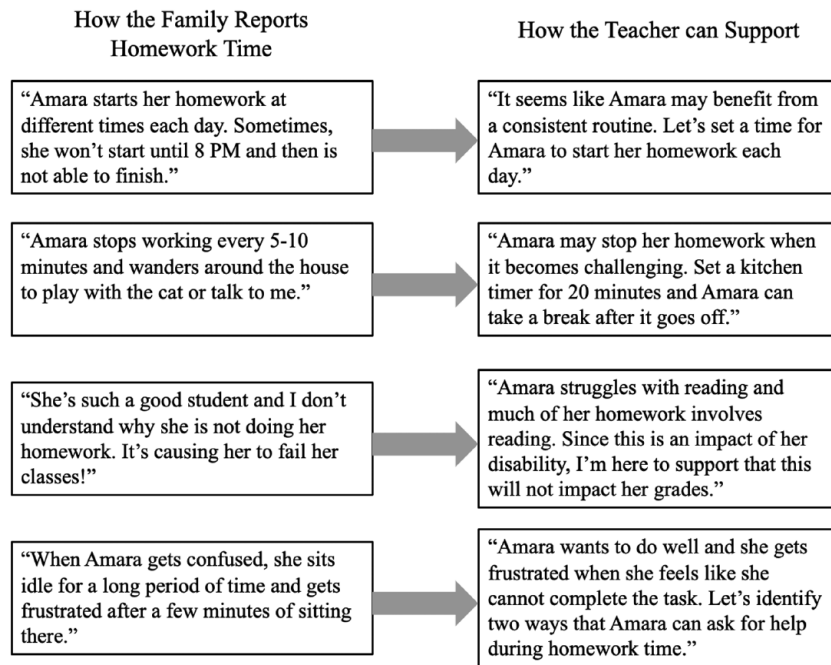 How the Family Reports
Homework Time
How the Teacher can Support
“Amara starts her homework at
different times each day. Sometimes,
she won’t start until 8 PM and then is
not able to finish.”
“It seems like Amara may benefit from
a consistent routine. Let’s set a time for
Amara to start her homework each
day.”
“Amara stops working every 5-10
minutes and wanders around the house
to play with the cat or talk to me.”
“Amara may stop her homework when
it becomes challenging. Set a kitchen
timer for 20 minutes and Amara can
take a break after it goes off.”
“She’s such a good student and I don’t
understand why she is not doing her
homework. It’s causing her to fail her
classes!”
“Amara struggles with reading and
much of her homework involves
reading. Since this is an impact of her
disability, I’m here to support that this
will not impact her grades.”
“When Amara gets confused, she sits
idle for a long period of time and gets
frustrated after a few minutes of sitting
there.”
“Amara wants to do well and she gets
frustrated when she feels like she
cannot complete the task. Let’s identify
two ways that Amara can ask for help
during homework time.”